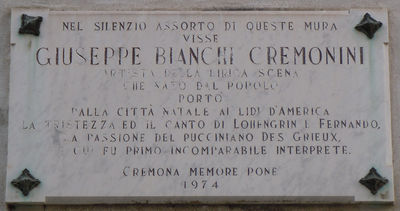 NEL SILENZIO ASSORTO DI QUESTE MURA
VISSE
GIUSEPPE BIANCHI CREMONINI
ARTISTA DELLA LIRICA SCENA
CHE NATO DAL POPOLO
PORTÒ
DALLA CITTÀ NATALE AI LIDI D'AMERICA
LA TRISTEZZA ED IL CANTO DI LOHENGRIN E FERNANDO,
LA PASSIONE DEL PUCCINIANO DES GRIEUX,
CUI FU PRIMO INCOMPARABILE INTERPRETE.
CREMONA MEMORE PONE
1974